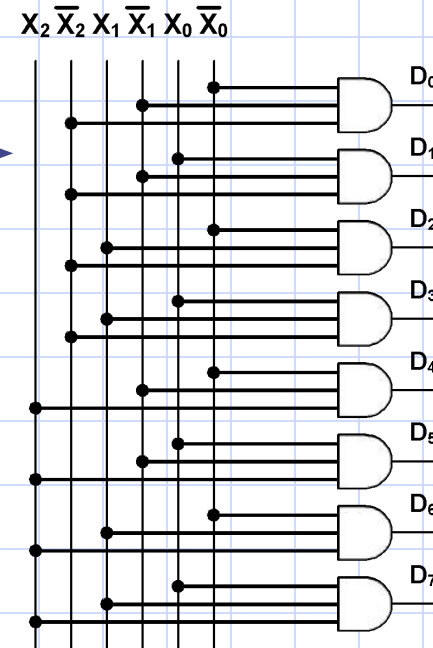 X₂ X̅₂ X₁ X̅₁ X₀ X̅₀
D₀
D₁
D₂
D₃
D₄
D₅
D₆
D₇